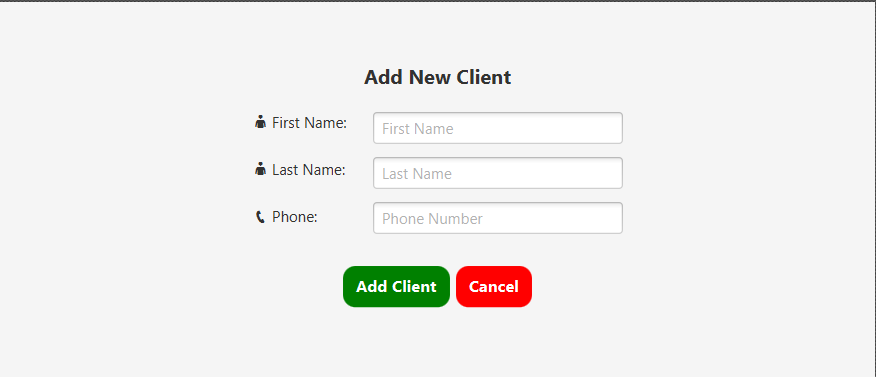 Add New Client
First Name: First Name
Last Name: Last Name
Phone: Phone Number
Add Client Cancel